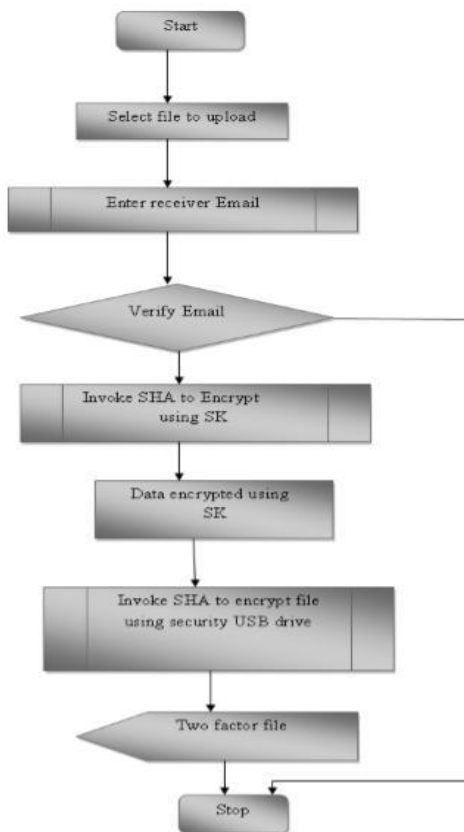 Start
Select file to upload
Enter receiver Email
Verify Email
Invoke SHA to Encrypt
using SK
Data encrypted using
SK
Invoke SHA to encrypt file
using security USB drive
Two factor file
Stop